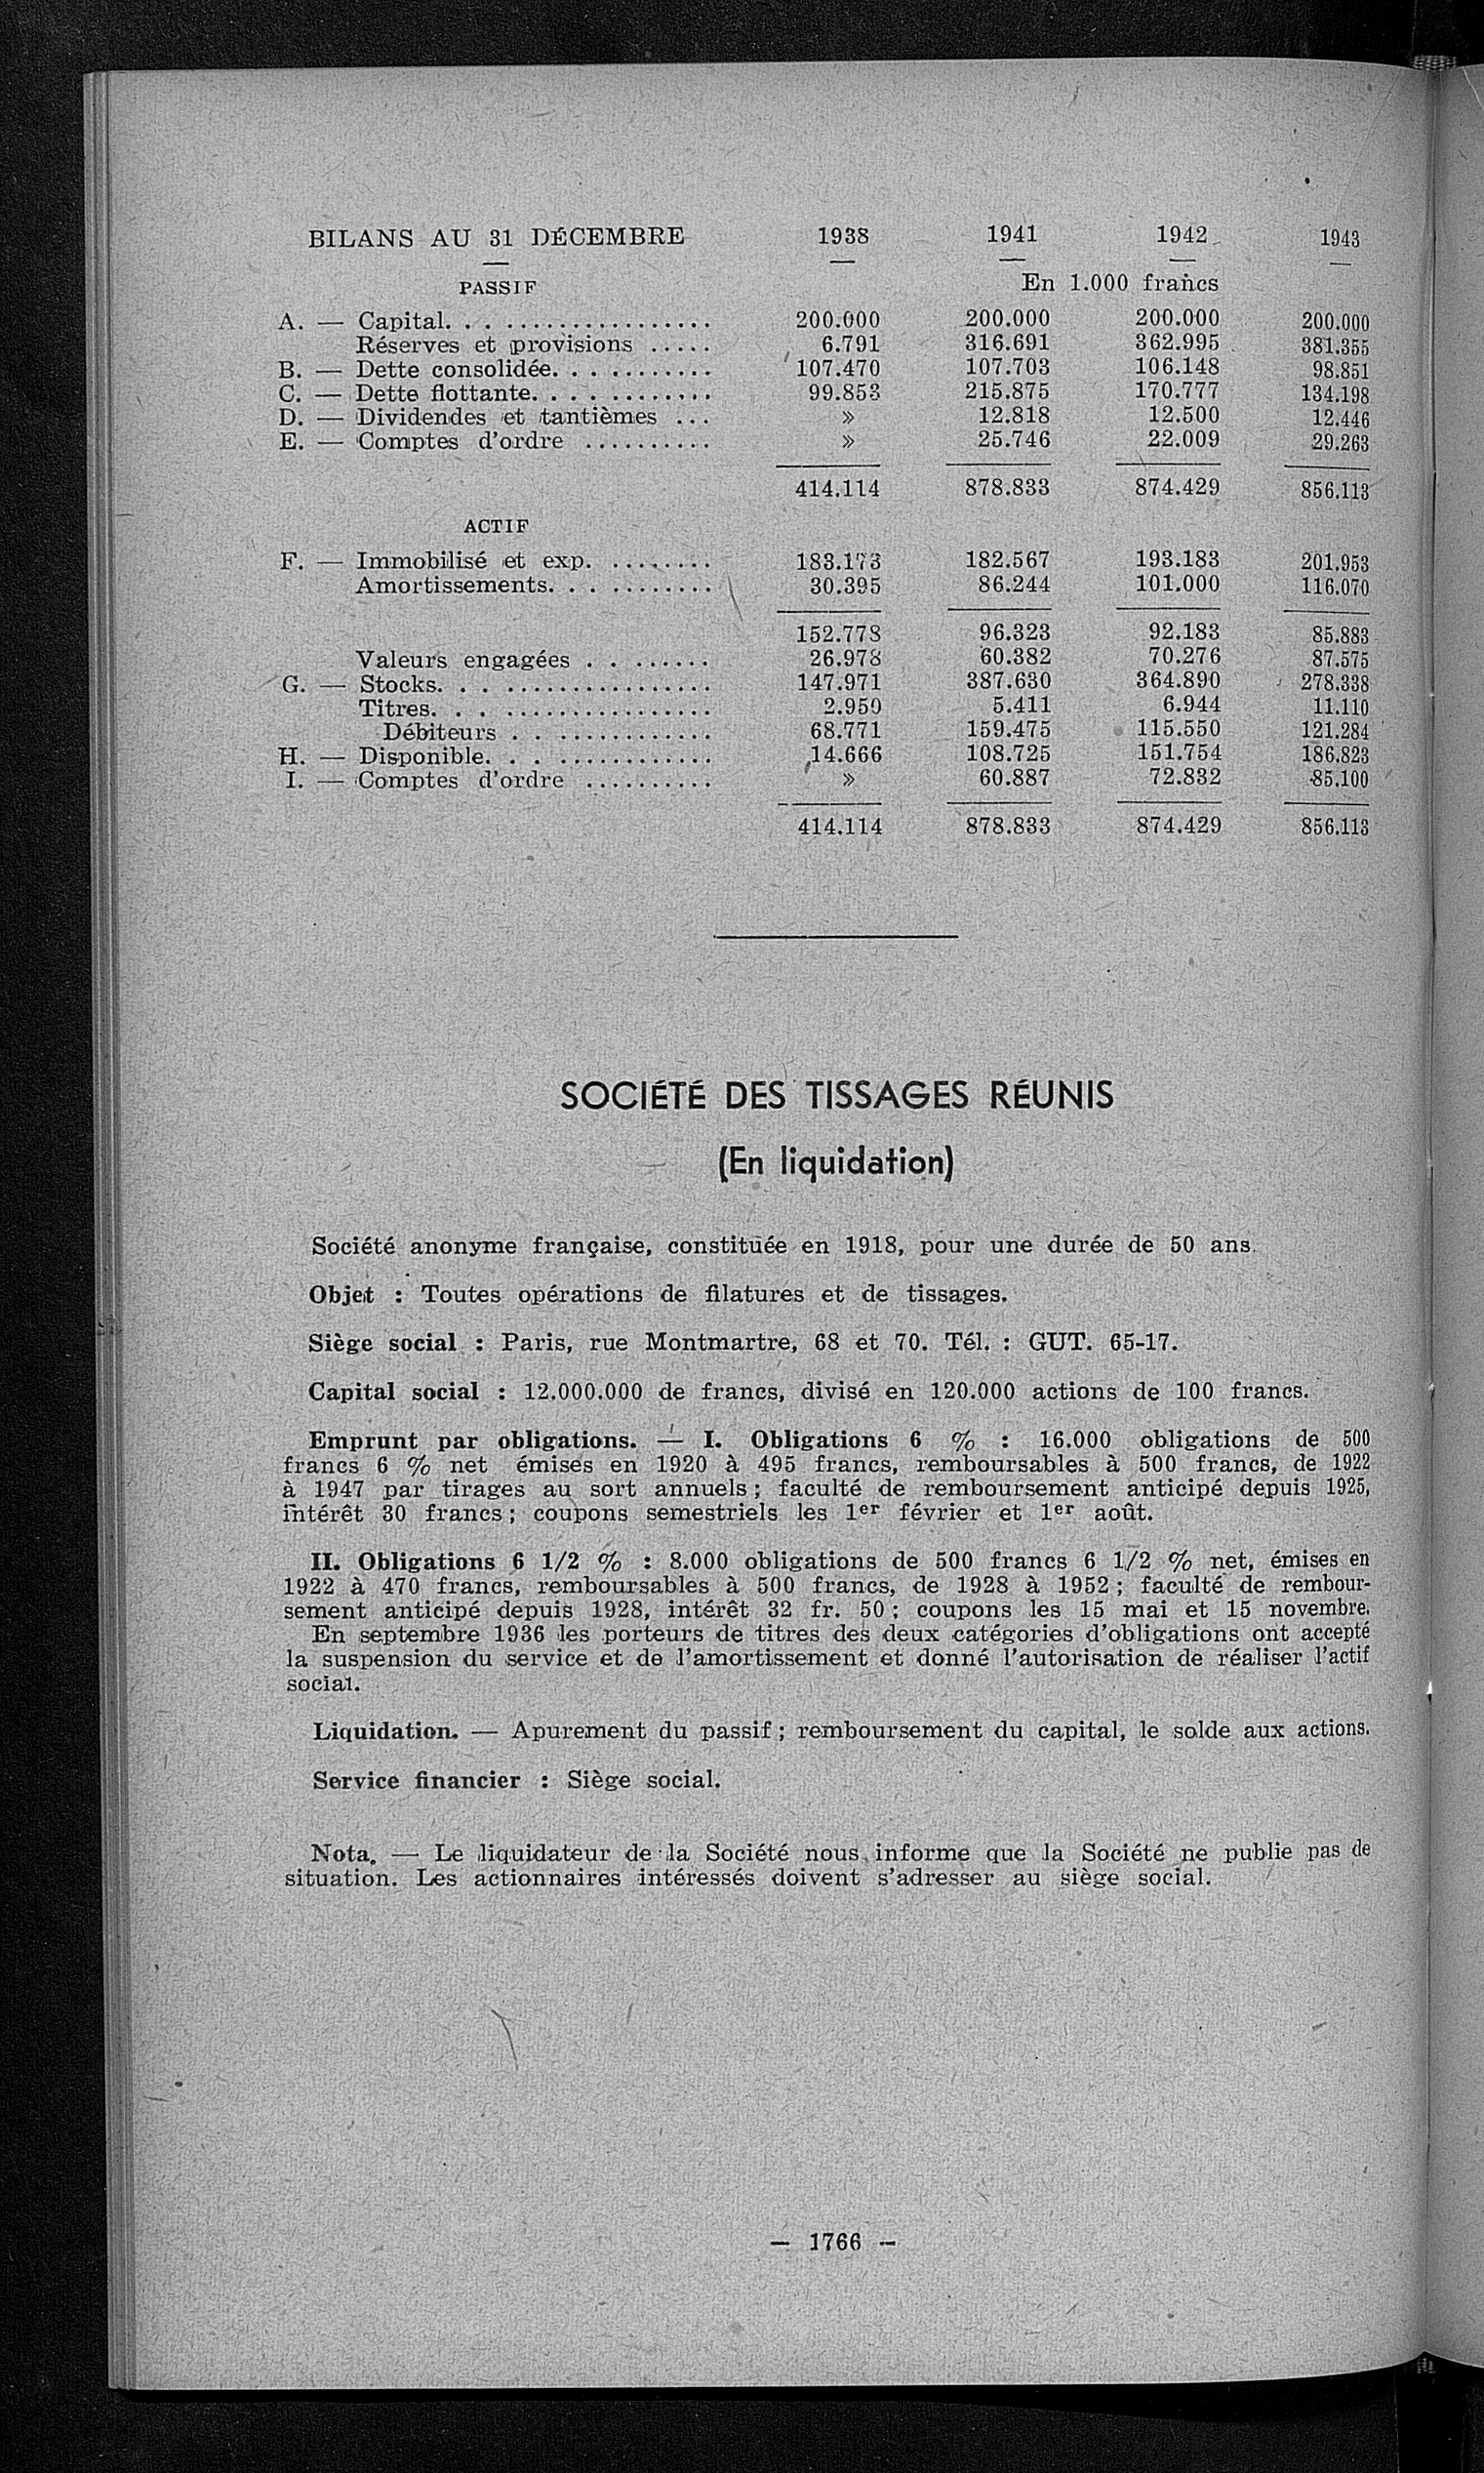 BILANS AU 31 DÉCEMBRE 1938 1941 1942 1943
PASSIF En 1.000 francs
A. — Capital. . . . . . . . . . . . . . . . . . 200.000 200.000 200.000 200.000
Réserves et provisions ..... 6.791 316.691 362.995 381.355
B. — Dette consolidée. . . . . . . . . . . 107.470 107.703 106.148 98.851
C. — Dette flottante. . . . . . . . . . . . 99.853 215.875 170.777 134.198
D. — Dividendes et tantièmes ... » 12.818 12.500 12.446
E. — Comptes d'ordre .......... » 25.746 22.009 29.263
414.114 878.833 874.429 856.113
ACTIF
F. — Immobilisé et exp. ........ 183.173 182.567 193.183 201.953
Amortissements. . . . . . . . . . . 30.395 86.244 101.000 116.070
152.778 96.323 92.183 85.883
Valeurs engagées . . . . . . . . 26.978 60.382 70.276 87.575
G. — Stocks. . . . . . . . . . . . . . . . . . 147.971 387.630 364.890 278.338
Titres. . . . . . . . . . . . . . . . . . 2.950 5.411 6.944 11.110
Débiteurs . . . . . . . . . . . . . 68.771 159.475 115.550 121.284
H. — Disponible. . . . . . . . . . . . . . . 14.666 108.725 151.754 186.823
I. — Comptes d'ordre .......... » 60.887 72.832 85.100
414.114 878.833 874.429 856.113
SOCIÉTÉ DES TISSAGES RÉUNIS
(En liquidation)
Société anonyme française, constituée en 1918, pour une durée de 50 ans.
Objet : Toutes opérations de filatures et de tissages.
Siège social : Paris, rue Montmartre, 68 et 70. Tél. : GUT. 65-17.
Capital social : 12.000.000 de francs, divisé en 120.000 actions de 100 francs.
Emprunt par obligations. — I. Obligations 6 % : 16.000 obligations de 500
francs 6 % net émises en 1920 à 495 francs, remboursables à 500 francs, de 1922
à 1947 par tirages au sort annuels ; faculté de remboursement anticipé depuis 1925,
intérêt 30 francs ; coupons semestriels les 1er février et 1er août.
II. Obligations 6 1/2 % : 8.000 obligations de 500 francs 6 1/2 % net, émises en
1922 à 470 francs, remboursables à 500 francs, de 1928 à 1952 ; faculté de rembour-
sement anticipé depuis 1928, intérêt 32 fr. 50 ; coupons les 15 mai et 15 novembre.
En septembre 1936 les porteurs de titres des deux catégories d'obligations ont accepté
la suspension du service et de l'amortissement et donné l'autorisation de réaliser l'actif
social.
Liquidation. — Apurement du passif ; remboursement du capital, le solde aux actions.
Service financier : Siège social.
Nota. — Le liquidateur de la Société nous informe que la Société ne publie pas de
situation. Les actionnaires intéressés doivent s'adresser au siège social.
— 1766 —